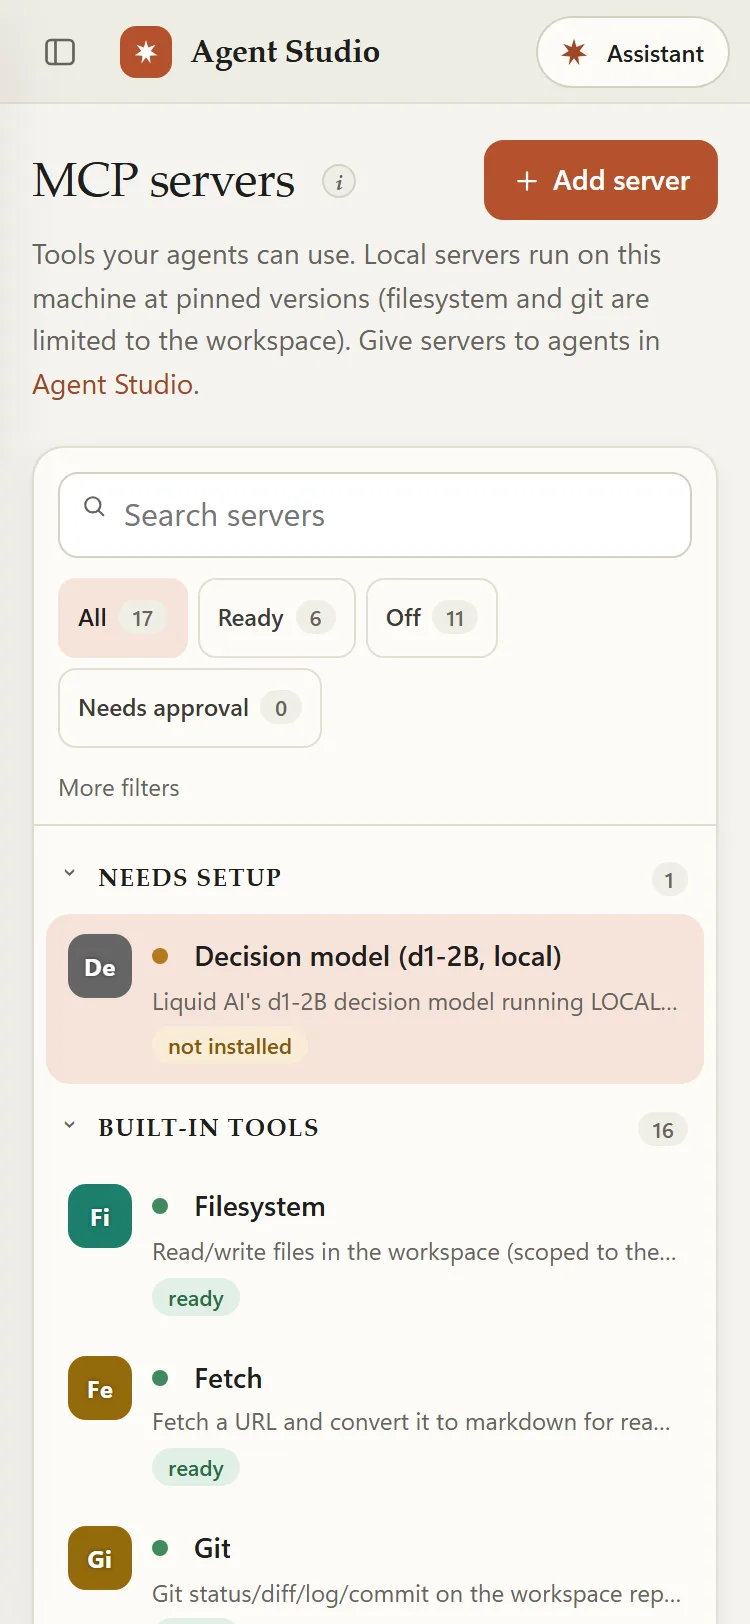 Agent Studio
Assistant
MCP servers
i
+ Add server
Tools your agents can use. Local servers run on this
machine at pinned versions (filesystem and git are
limited to the workspace). Give servers to agents in
Agent Studio.
Search servers
All 17
Ready 6
Off 11
Needs approval 0
More filters
NEEDS SETUP 1
De
Decision model (d1-2B, local)
Liquid AI's d1-2B decision model running LOCAL...
not installed
BUILT-IN TOOLS 16
Fi
Filesystem
Read/write files in the workspace (scoped to the...
ready
Fe
Fetch
Fetch a URL and convert it to markdown for rea...
ready
Gi
Git
Git status/diff/log/commit on the workspace rep...